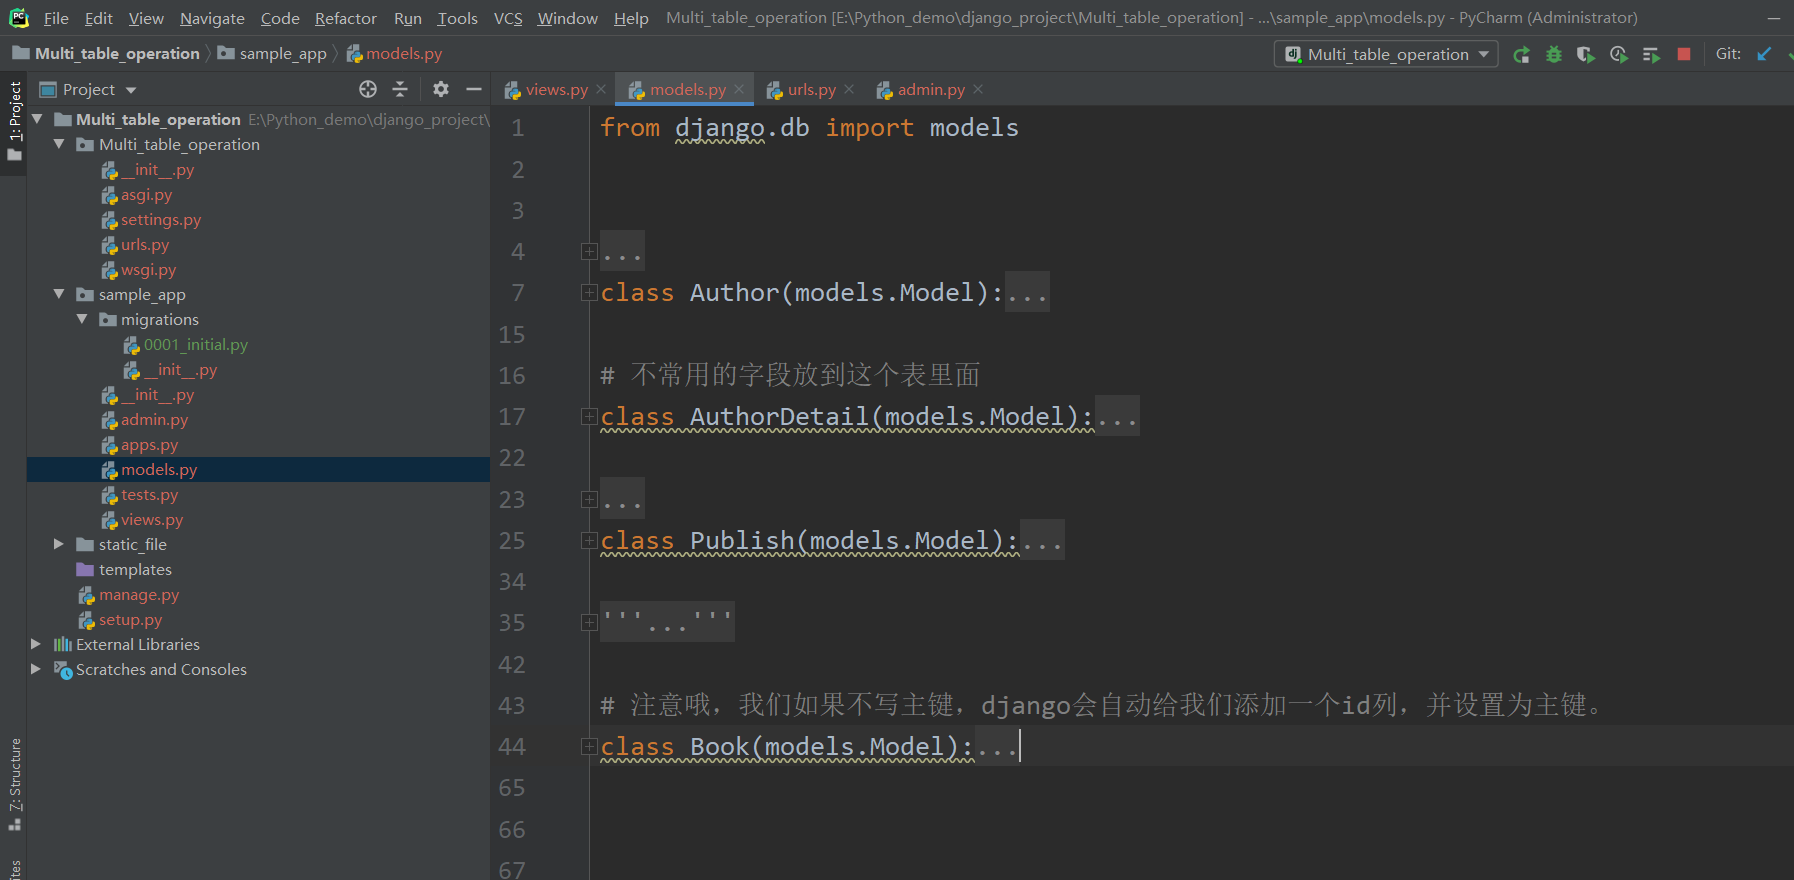 File Edit View Navigate Code Refactor Run Tools VCS Window Help Multi_table_operation [E:\Python_demo\django_project\Multi_table_operation] - ...\sample_app\models.py - PyCharm (Administrator)
Multi_table_operation sample_app models.py Multi_table_operation Git:
Project views.py models.py urls.py admin.py
1: Project
7: Structure
Multi_table_operation E:\Python_demo\django_project\
Multi_table_operation
__init__.py
asgi.py
settings.py
urls.py
wsgi.py
sample_app
migrations
0001_initial.py
__init__.py
__init__.py
admin.py
apps.py
models.py
tests.py
views.py
static_file
templates
manage.py
setup.py
External Libraries
Scratches and Consoles
1 from django.db import models
2
3
4 ...
7 class Author(models.Model):...
15
16 # 不常用的字段放到这个表里面
17 class AuthorDetail(models.Model):...
22
23 ...
25 class Publish(models.Model):...
34
35 '''...'''
42
43 # 注意哦，我们如果不写主键，django会自动给我们添加一个id列，并设置为主键。
44 class Book(models.Model):...
65
66
67